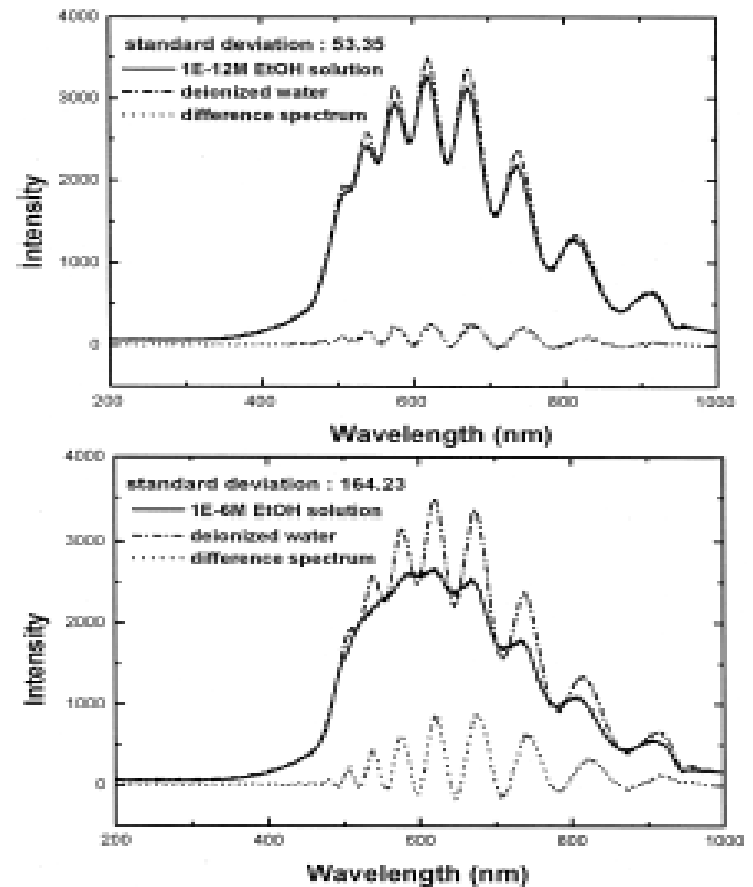 4000
standard deviation : 53.35
1E-12M EtOH solution
deionized water
difference spectrum
3000
2000
1000
0
Intensity
200 400 600 800 1000
Wavelength (nm)
4000
standard deviation : 164.23
1E-6M EtOH solution
deionized water
difference spectrum
3000
2000
1000
0
Intensity
200 400 600 800 1000
Wavelength (nm)